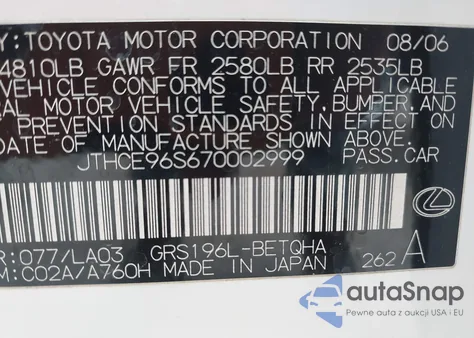 Y: TOYOTA MOTOR CORPORATION 08/06
4810LB GAWR FR 2580LB RR 2535LB
VEHICLE CONFORMS TO ALL APPLICABLE
AL MOTOR VEHICLE SAFETY, BUMPER, AND
PREVENTION STANDARDS IN EFFECT ON
TE OF MANUFACTURE SHOWN ABOVE.
JTHCE96S670002999 PASS.CAR
R: 077/LA03 GRS196L-BETQHA
M: C02A/A760H MADE IN JAPAN 262 A
autoSnap
Pewne auta z aukcji USA i EU